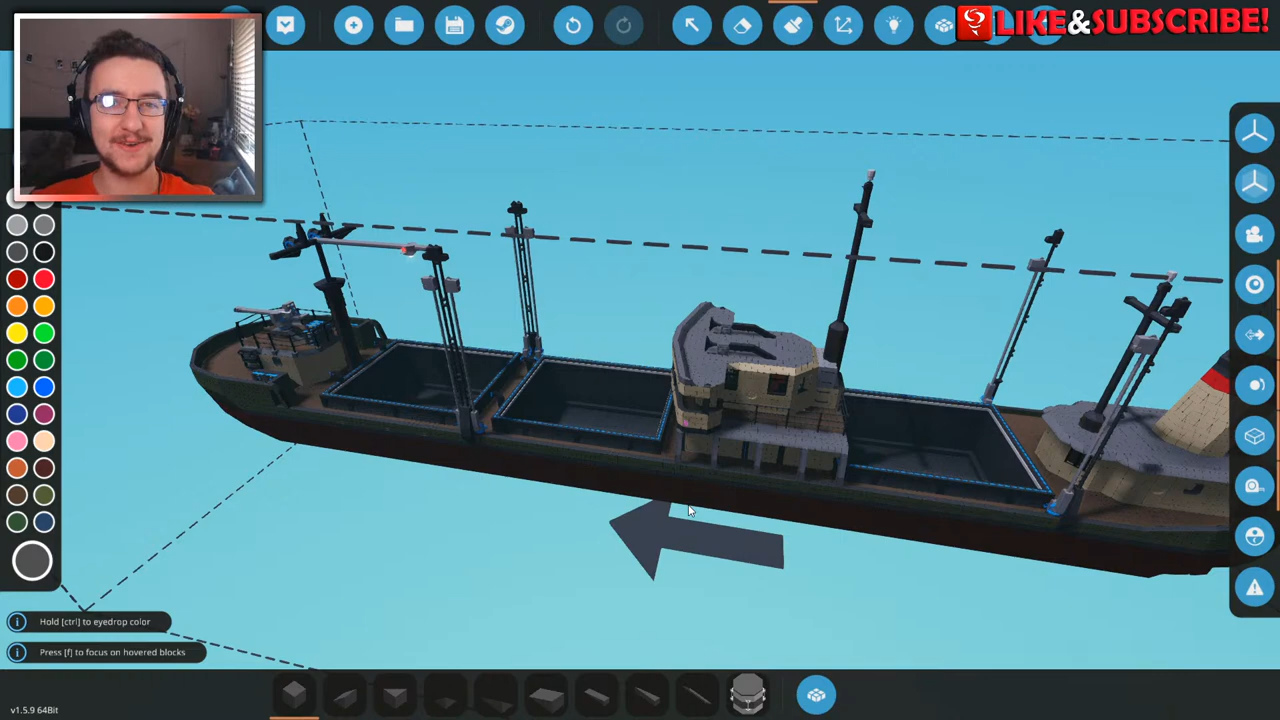 LIKE&SUBSCRIBE!
Hold [ctrl] to eyedrop color
Press [f] to focus on hovered blocks
v1.5.9 64Bit